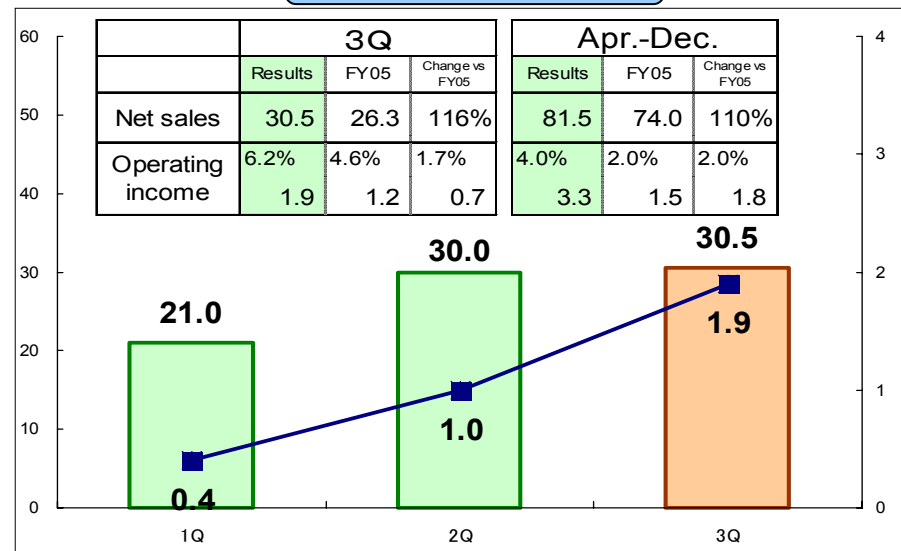 60
50
40
30
20
10
0
4
3
2
1
0
3Q
Results FY05 Change vs FY05
Net sales 30.5 26.3 116%
Operating income 6.2% 4.6% 1.7%
1.9 1.2 0.7
Apr.-Dec.
Results FY05 Change vs FY05
81.5 74.0 110%
4.0% 2.0% 2.0%
3.3 1.5 1.8
21.0
30.0
30.5
0.4
1.0
1.9
1Q 2Q 3Q